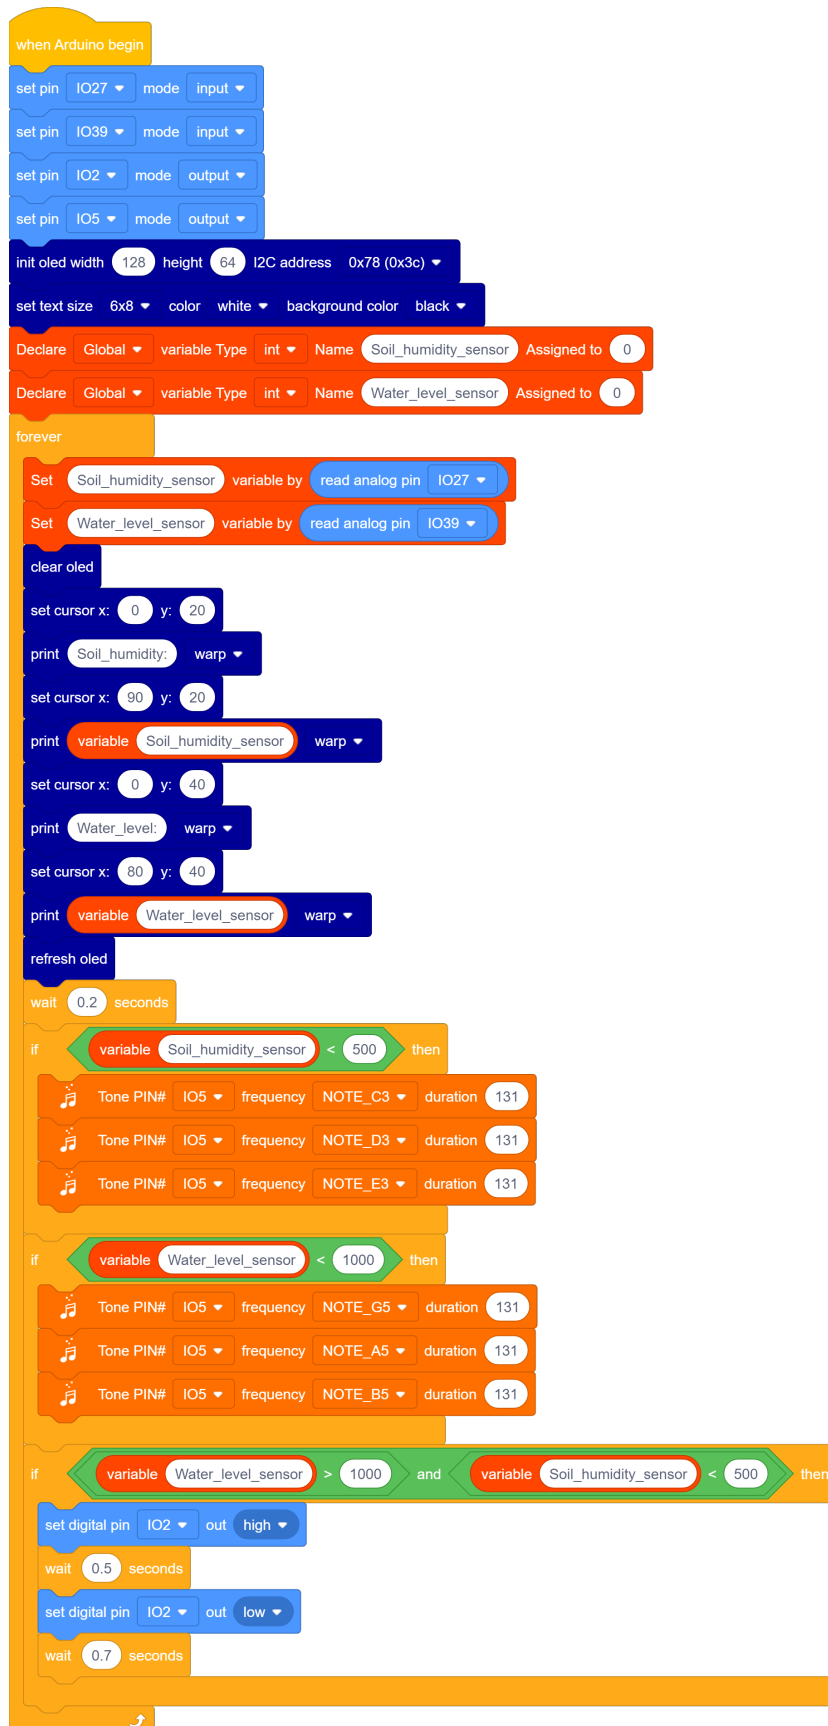 when Arduino begin
set pin IO27 mode input
set pin IO39 mode input
set pin IO2 mode output
set pin IO5 mode output
init oled width 128 height 64 I2C address 0x78 (0x3c)
set text size 6x8 color white background color black
Declare Global variable Type int Name Soil_humidity_sensor Assigned to 0
Declare Global variable Type int Name Water_level_sensor Assigned to 0
forever
Set Soil_humidity_sensor variable by read analog pin IO27
Set Water_level_sensor variable by read analog pin IO39
clear oled
set cursor x: 0 y: 20
print Soil_humidity: warp
set cursor x: 90 y: 20
print variable Soil_humidity_sensor warp
set cursor x: 0 y: 40
print Water_level: warp
set cursor x: 80 y: 40
print variable Water_level_sensor warp
refresh oled
wait 0.2 seconds
if variable Soil_humidity_sensor < 500 then
Tone PIN# IO5 frequency NOTE_C3 duration 131
Tone PIN# IO5 frequency NOTE_D3 duration 131
Tone PIN# IO5 frequency NOTE_E3 duration 131
if variable Water_level_sensor < 1000 then
Tone PIN# IO5 frequency NOTE_G5 duration 131
Tone PIN# IO5 frequency NOTE_A5 duration 131
Tone PIN# IO5 frequency NOTE_B5 duration 131
if variable Water_level_sensor > 1000 and variable Soil_humidity_sensor < 500 then
set digital pin IO2 out high
wait 0.5 seconds
set digital pin IO2 out low
wait 0.7 seconds